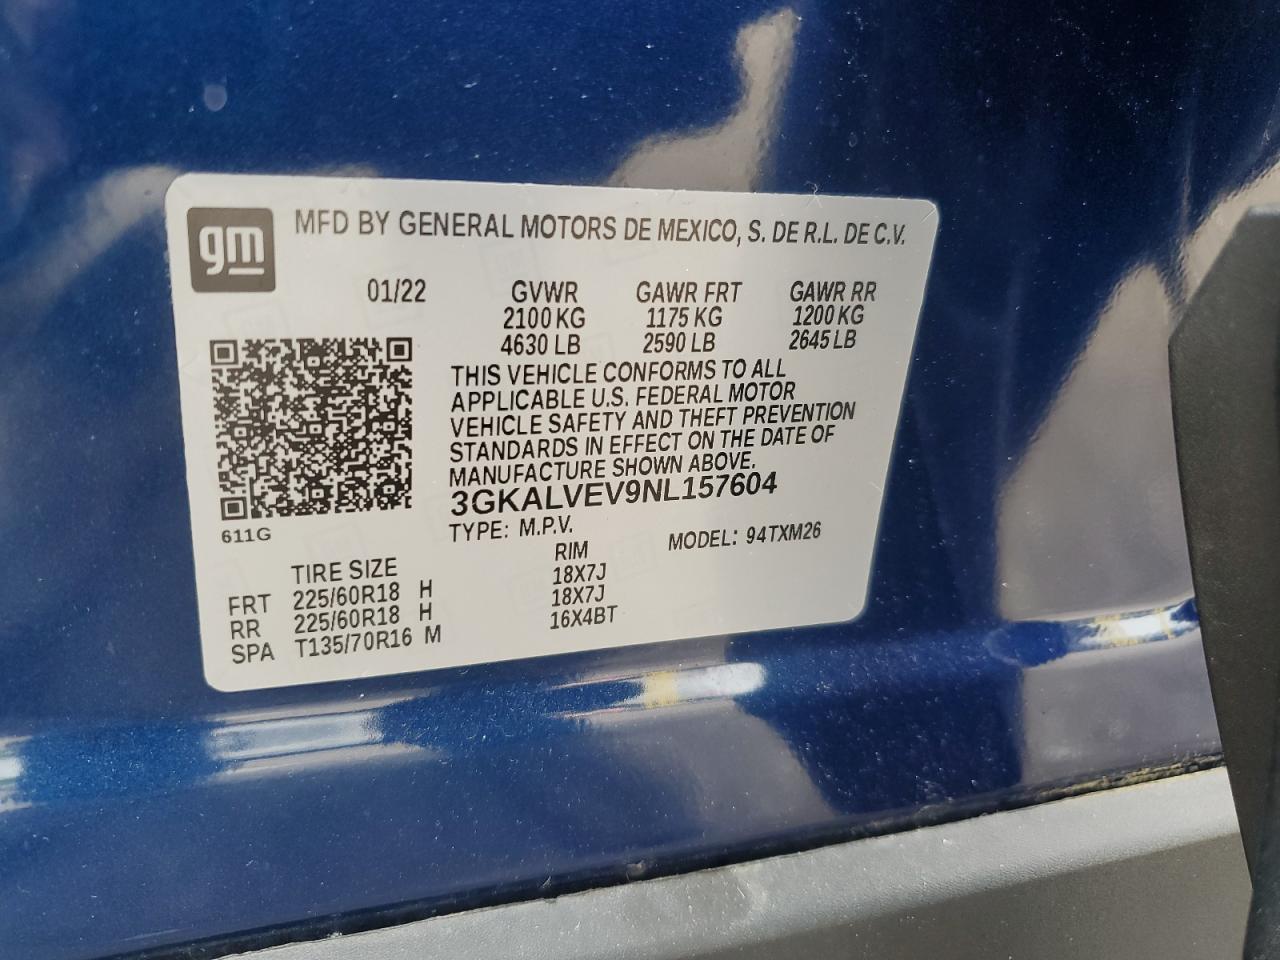 gm
MFD BY GENERAL MOTORS DE MEXICO, S. DE R.L. DE C.V.
01/22 GVWR GAWR FRT GAWR RR
2100 KG 1175 KG 1200 KG
4630 LB 2590 LB 2645 LB
THIS VEHICLE CONFORMS TO ALL
APPLICABLE U.S. FEDERAL MOTOR
VEHICLE SAFETY AND THEFT PREVENTION
STANDARDS IN EFFECT ON THE DATE OF
MANUFACTURE SHOWN ABOVE.
3GKALVEV9NL157604
611G
TYPE: M.P.V. MODEL: 94TXM26
TIRE SIZE RIM
FRT 225/60R18 H 18X7J
RR 225/60R18 H 18X7J
SPA T135/70R16 M 16X4BT